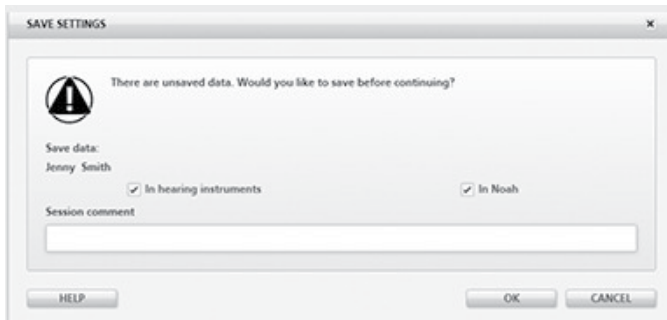 SAVE SETTINGS
There are unsaved data. Would you like to save before continuing?
Save data:
Jenny Smith
In hearing instruments In Noah
Session comment
HELP OK CANCEL